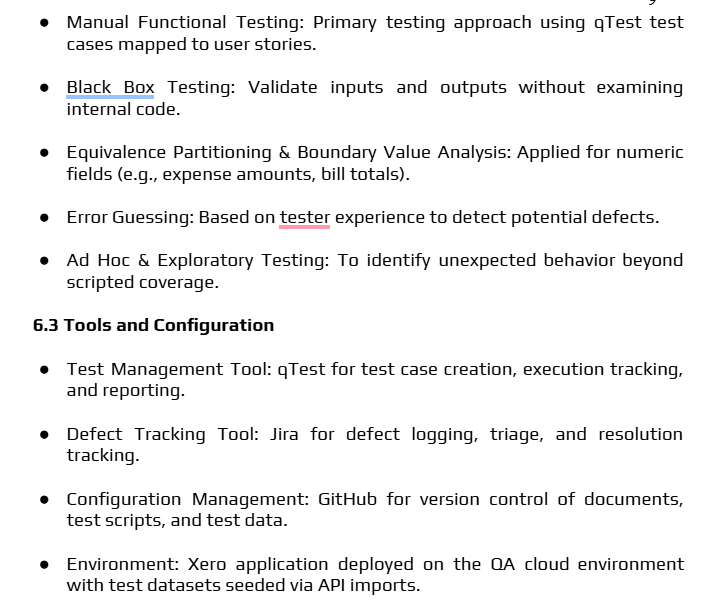 ● Manual Functional Testing: Primary testing approach using qTest test
cases mapped to user stories.
● Black Box Testing: Validate inputs and outputs without examining
internal code.
● Equivalence Partitioning & Boundary Value Analysis: Applied for numeric
fields (e.g., expense amounts, bill totals).
● Error Guessing: Based on tester experience to detect potential defects.
● Ad Hoc & Exploratory Testing: To identify unexpected behavior beyond
scripted coverage.
6.3 Tools and Configuration
● Test Management Tool: qTest for test case creation, execution tracking,
and reporting.
● Defect Tracking Tool: Jira for defect logging, triage, and resolution
tracking.
● Configuration Management: GitHub for version control of documents,
test scripts, and test data.
● Environment: Xero application deployed on the QA cloud environment
with test datasets seeded via API imports.